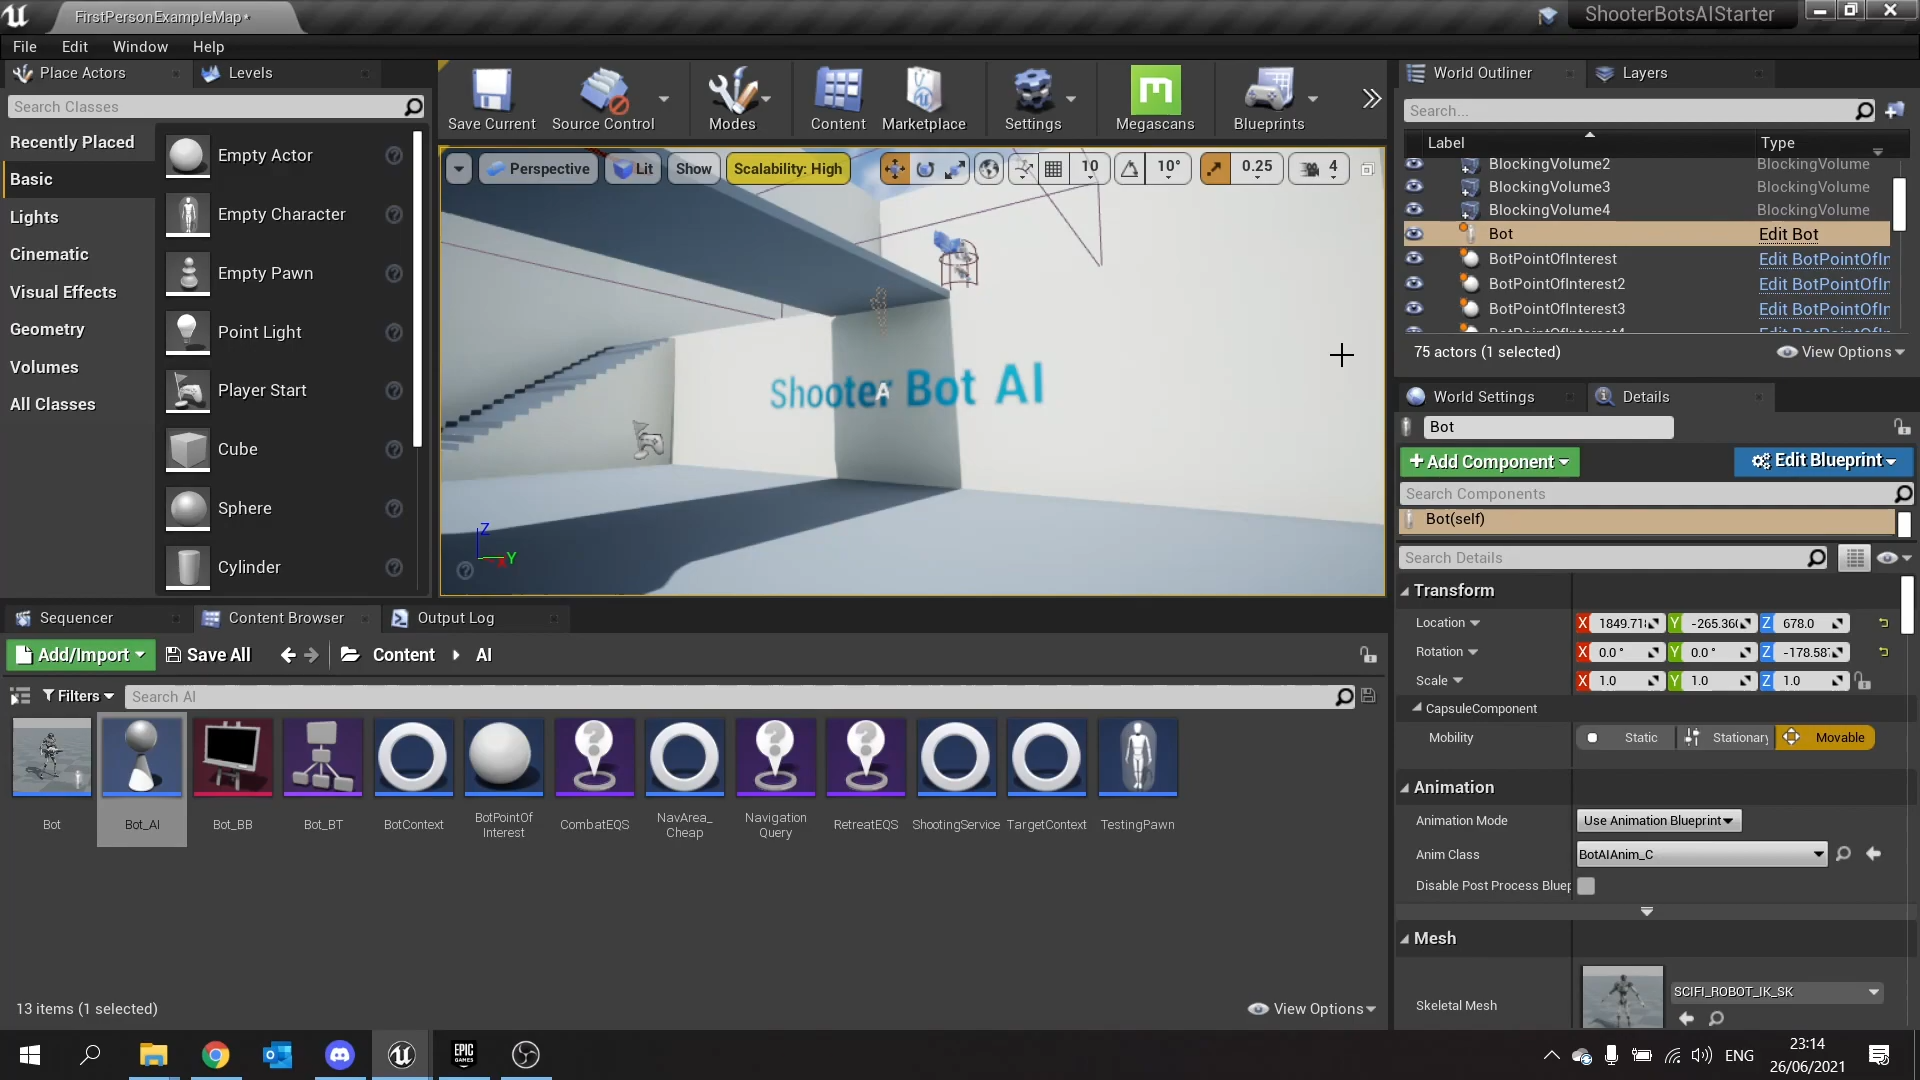 FirstPersonExampleMap*
ShooterBotsAIStarter
File Edit Window Help
Place Actors
Levels
Search Classes
Recently Placed
Basic
Lights
Cinematic
Visual Effects
Geometry
Volumes
All Classes
Empty Actor
Empty Character
Empty Pawn
Point Light
Player Start
Cube
Sphere
Cylinder
Save Current
Source Control
Modes
Content
Marketplace
Settings
Megascans
Blueprints
Perspective
Lit
Show
Scalability: High
10
10°
0.25
4
Shooter Bot AI
A
Z
Y
World Outliner
Layers
Search...
Label
Type
BlockingVolume2 BlockingVolume
BlockingVolume3 BlockingVolume
BlockingVolume4 BlockingVolume
Bot Edit Bot
BotPointOfInterest Edit BotPointOfIn
BotPointOfInterest2 Edit BotPointOfIn
BotPointOfInterest3 Edit BotPointOfIn
75 actors (1 selected)
View Options
World Settings
Details
Bot
+ Add Component
Edit Blueprint
Search Components
Bot(self)
Search Details
Transform
Location X 1849.71 Y -265.36 Z 678.0
Rotation X 0.0 ° Y 0.0 ° Z -178.58
Scale X 1.0 Y 1.0 Z 1.0
CapsuleComponent
Mobility Static Stationary Movable
Animation
Animation Mode Use Animation Blueprint
Anim Class BotAIAnim_C
Disable Post Process Bluep
Mesh
Skeletal Mesh SCIFI_ROBOT_IK_SK
Sequencer
Content Browser
Output Log
Add/Import
Save All
Content
AI
Filters
Search AI
Bot
Bot_AI
Bot_BB
Bot_BT
BotContext
BotPointOf
Interest
CombatEQS
NavArea_
Cheap
Navigation
Query
RetreatEQS
ShootingService
TargetContext
TestingPawn
13 items (1 selected)
View Options
EPIC
GAMES
ENG
23:14
26/06/2021